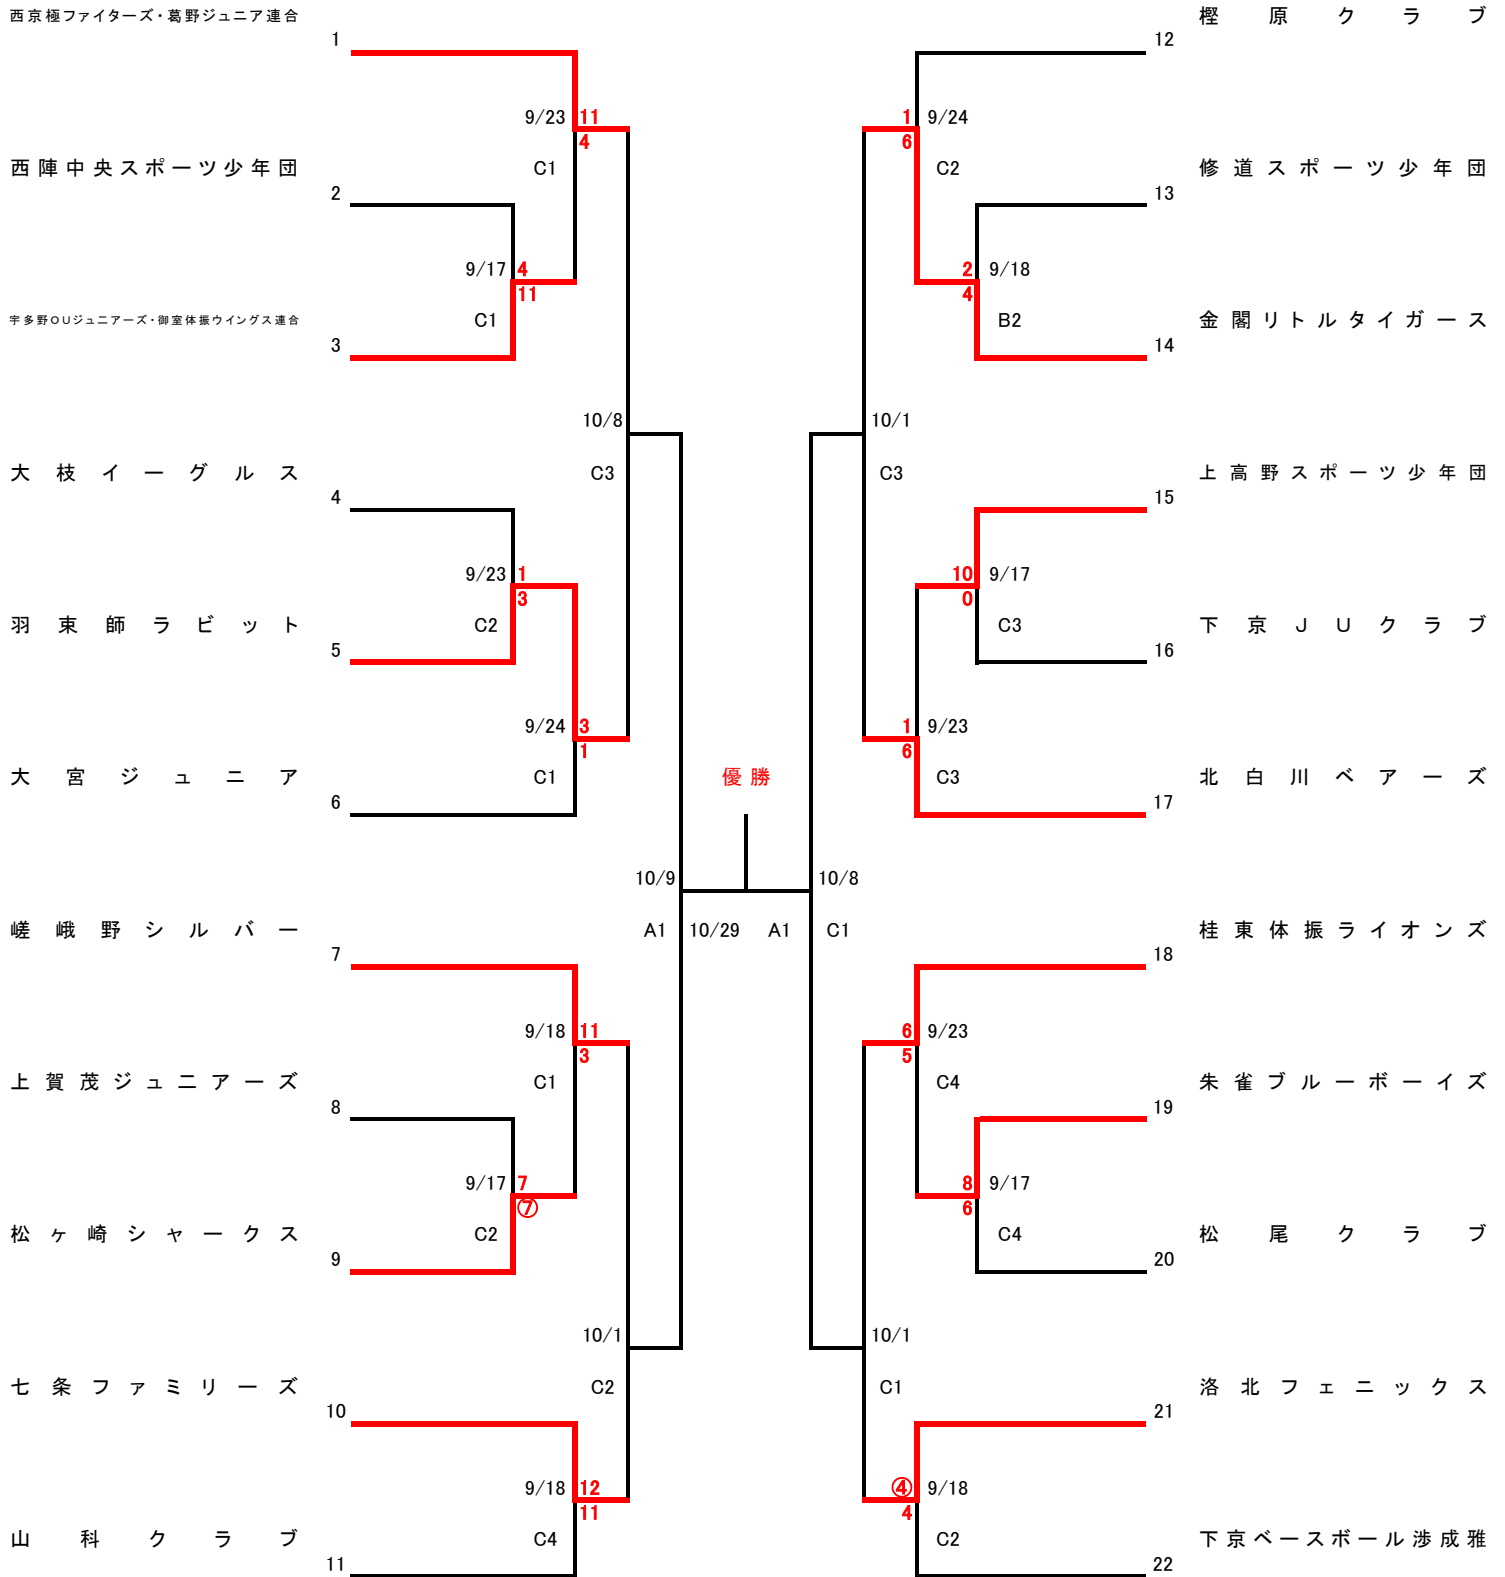 西京極ファイターズ・葛野ジュニア連合
1
9/23 11
4
C1
西陣中央スポーツ少年団
2
9/17 4
11
C1
宇多野OUジュニアーズ・御室体振ウイングス連合
3
10/8
C3
大枝イーグルス
4
9/23 1
3
C2
羽束師ラビット
5
9/24 3
1
C1
大宮ジュニア
6
10/9
A1
嵯峨野シルバー
7
9/18 11
3
C1
上賀茂ジュニアーズ
8
9/17 7
⑦
C2
松ヶ崎シャークス
9
10/1
C2
七条ファミリーズ
10
9/18 12
11
C4
山科クラブ
11
優勝
10/29 A1
樫原クラブ
12
1 9/24
6
C2
修道スポーツ少年団
13
2 9/18
4
B2
金閣リトルタイガース
14
10/1
C3
上高野スポーツ少年団
15
10 9/17
0
C3
下京JUクラブ
16
1 9/23
6
C3
北白川ベアーズ
17
10/8
C1
桂東体振ライオンズ
18
6 9/23
5
C4
朱雀ブルーボーイズ
19
8 9/17
6
C4
松尾クラブ
20
10/1
C1
洛北フェニックス
21
④ 9/18
4
C2
下京ベースボール渉成雅
22